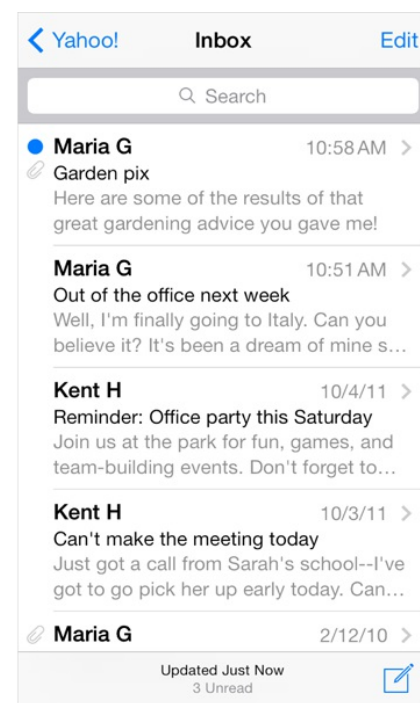 Yahoo! Inbox Edit
Search
Maria G 10:58 AM
Garden pix
Here are some of the results of that
great gardening advice you gave me!
Maria G 10:51 AM
Out of the office next week
Well, I'm finally going to Italy. Can you
believe it? It's been a dream of mine s...
Kent H 10/4/11
Reminder: Office party this Saturday
Join us at the park for fun, games, and
team-building events. Don't forget to...
Kent H 10/3/11
Can't make the meeting today
Just got a call from Sarah's school--I've
got to go pick her up early today. Can...
Maria G 2/12/10
Updated Just Now
3 Unread